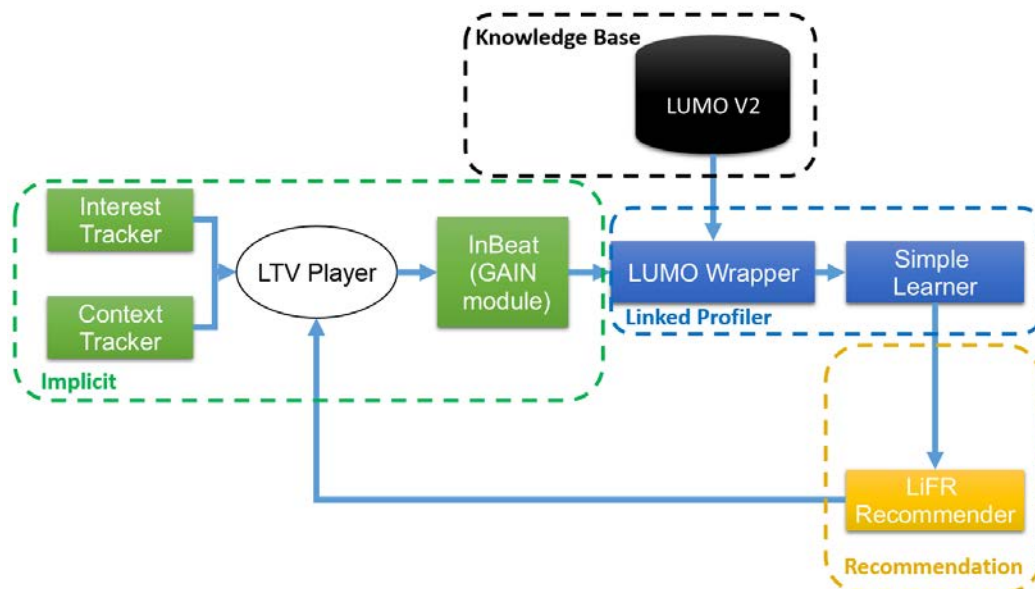 Knowledge Base
LUMO V2
Interest
Tracker
Context
Tracker
LTV Player
InBeat
(GAIN
module)
Implicit
LUMO Wrapper
Simple
Learner
Linked Profiler
LiFR
Recommender
Recommendation